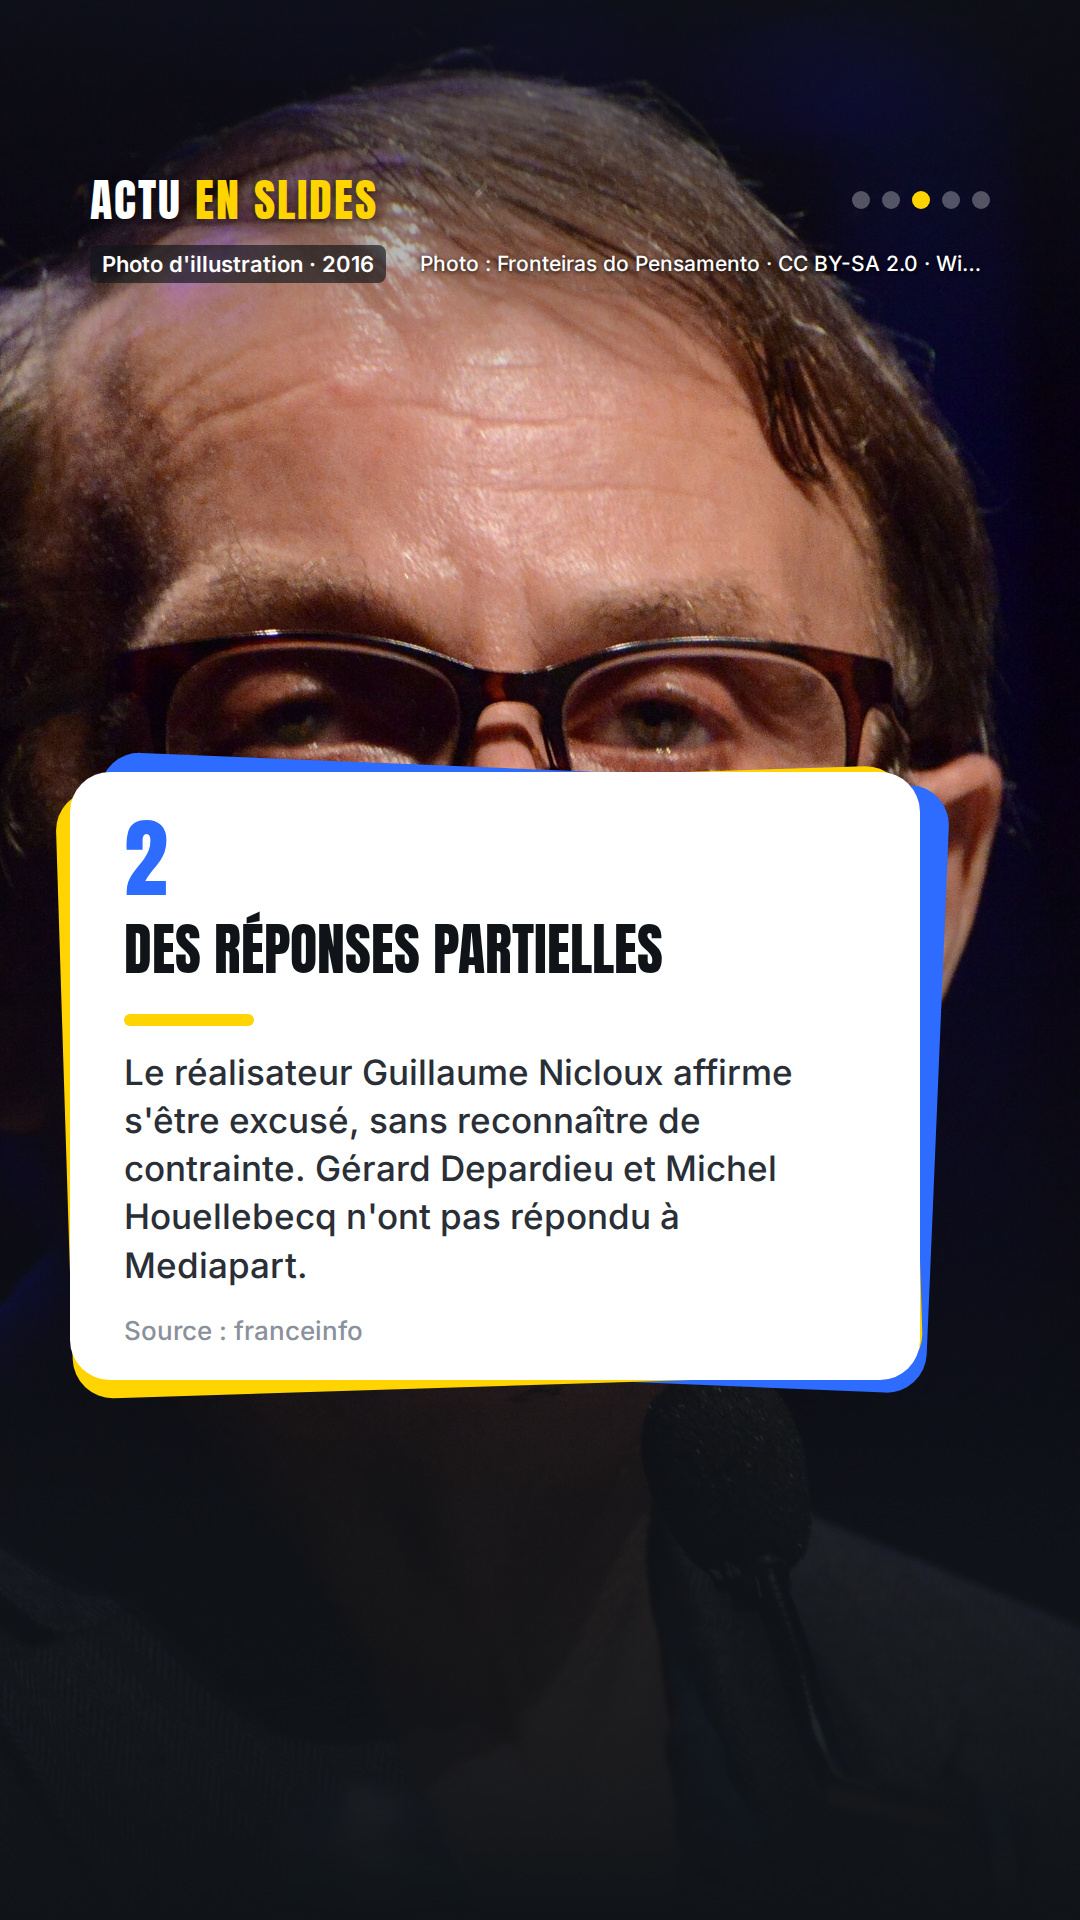 ACTU EN SLIDES
Photo d'illustration · 2016
Photo : Fronteiras do Pensamento · CC BY-SA 2.0 · Wi...
2
DES RÉPONSES PARTIELLES
Le réalisateur Guillaume Nicloux affirme
s'être excusé, sans reconnaître de
contrainte. Gérard Depardieu et Michel
Houellebecq n'ont pas répondu à
Mediapart.
Source : franceinfo